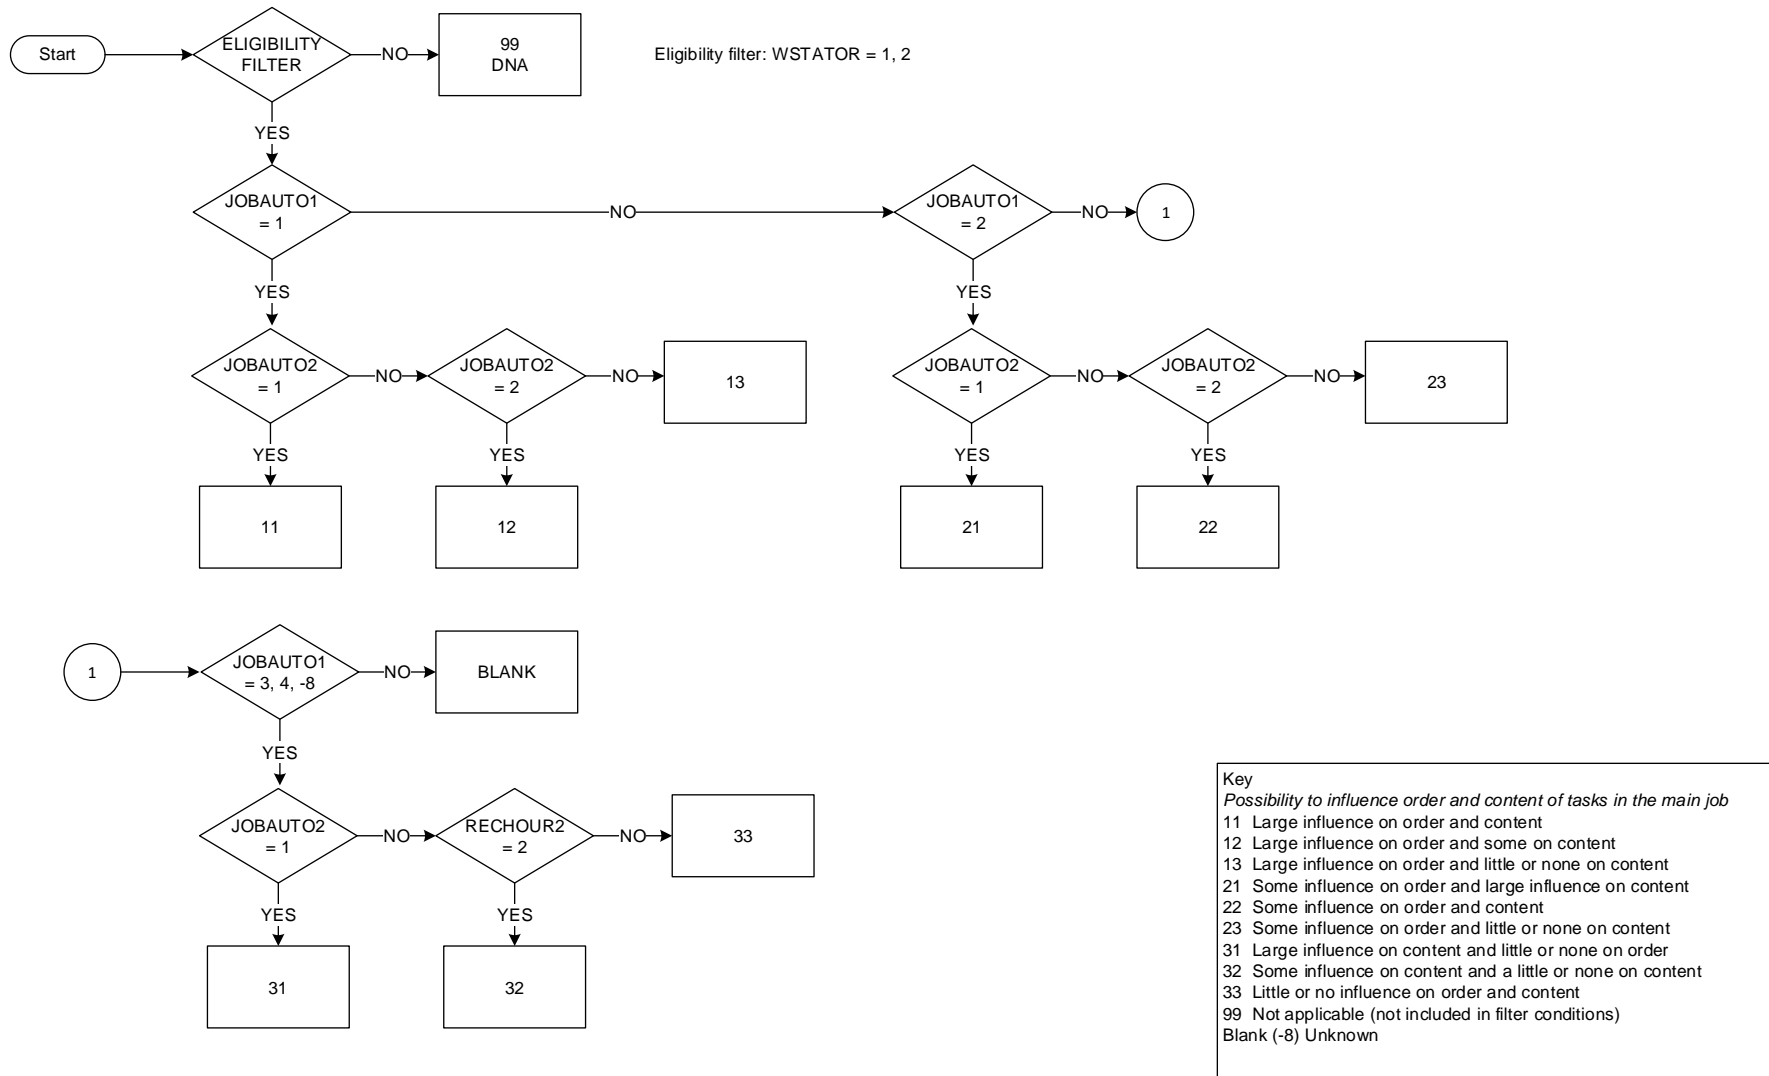 Start
ELIGIBILITY
FILTER
NO
99
DNA
Eligibility filter: WSTATOR = 1, 2
YES
JOBAUTO1
= 1
NO
JOBAUTO1
= 2
NO
1
YES
YES
JOBAUTO2
= 1
NO
JOBAUTO2
= 2
NO
13
JOBAUTO2
= 1
NO
JOBAUTO2
= 2
NO
23
YES
YES
YES
YES
11
12
21
22
1
JOBAUTO1
= 3, 4, -8
NO
BLANK
YES
JOBAUTO2
= 1
NO
RECHOUR2
= 2
NO
33
YES
YES
31
32
Key
Possibility to influence order and content of tasks in the main job
11 Large influence on order and content
12 Large influence on order and some on content
13 Large influence on order and little or none on content
21 Some influence on order and large influence on content
22 Some influence on order and content
23 Some influence on order and little or none on content
31 Large influence on content and little or none on order
32 Some influence on content and a little or none on content
33 Little or no influence on order and content
99 Not applicable (not included in filter conditions)
Blank (-8) Unknown